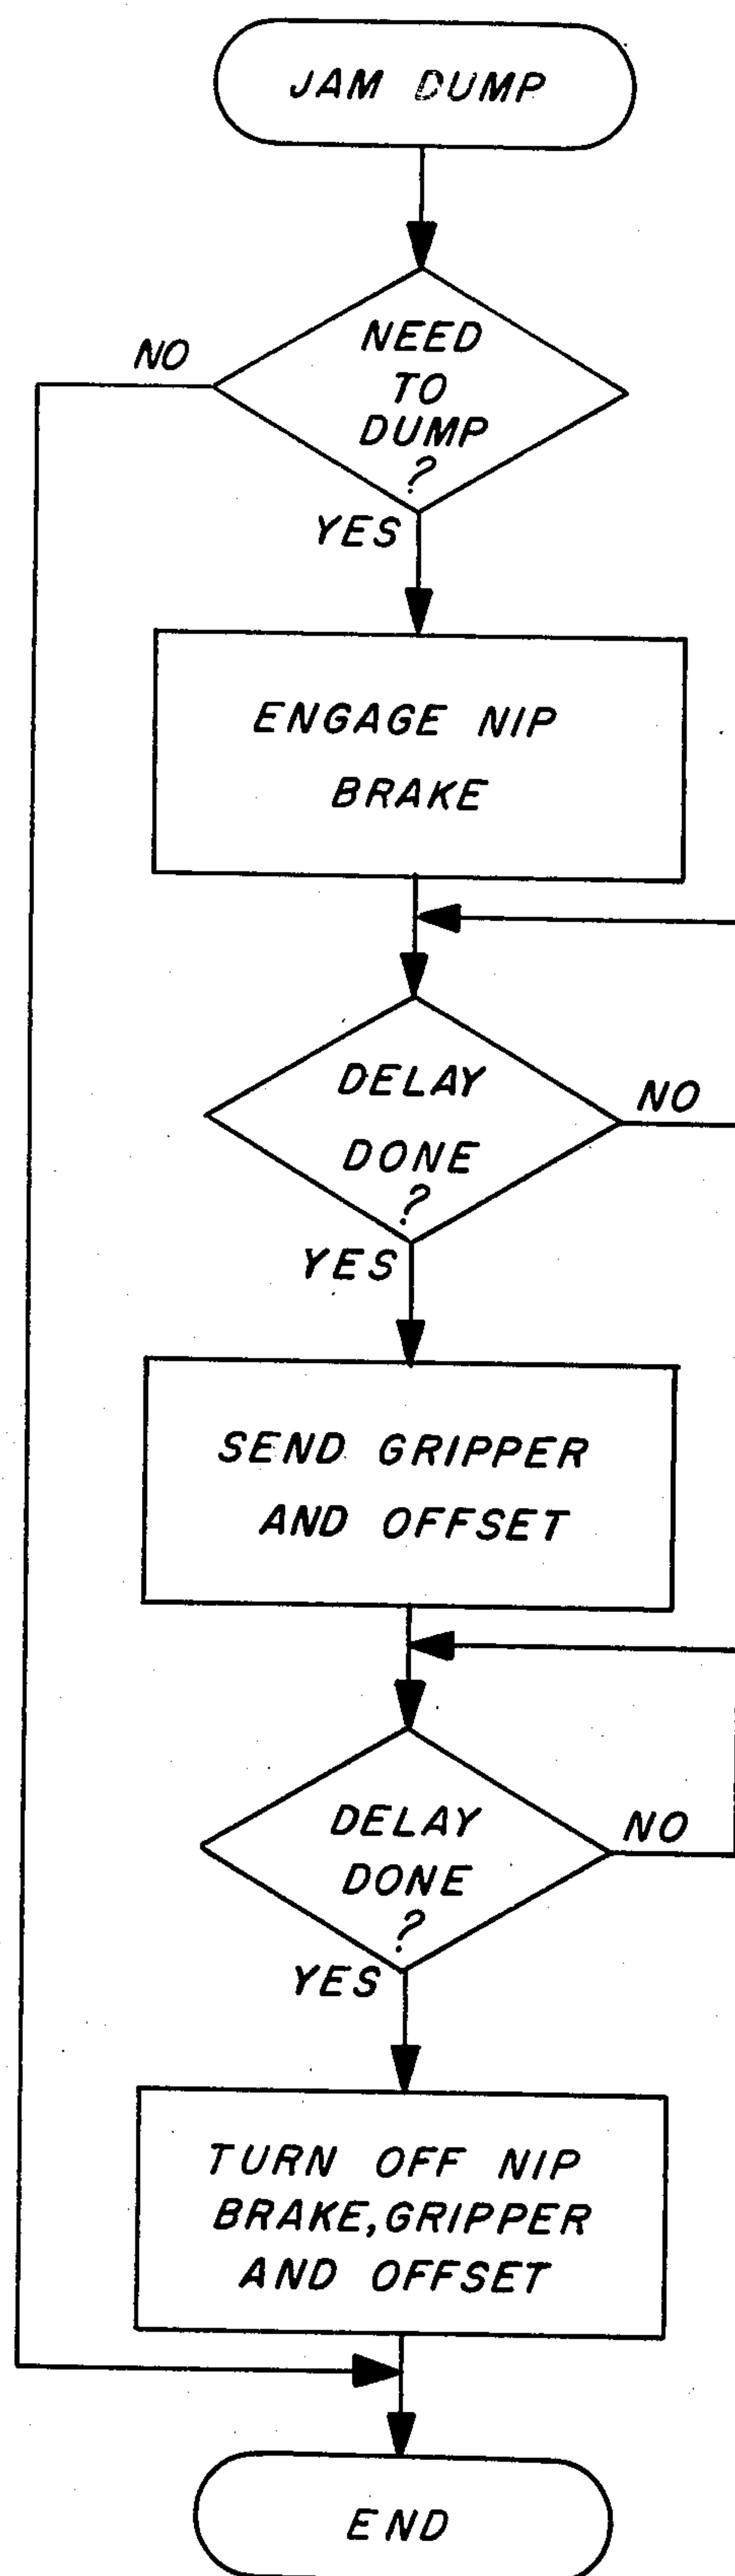 JAM DUMP
NO
NEED
TO
DUMP
?
YES
ENGAGE NIP
BRAKE
DELAY
NO
DONE
?
YES
SEND GRIPPER
AND OFFSET
DELAY
NO
DONE
?
YES
TURN OFF NIP
BRAKE, GRIPPER
AND OFFSET
END